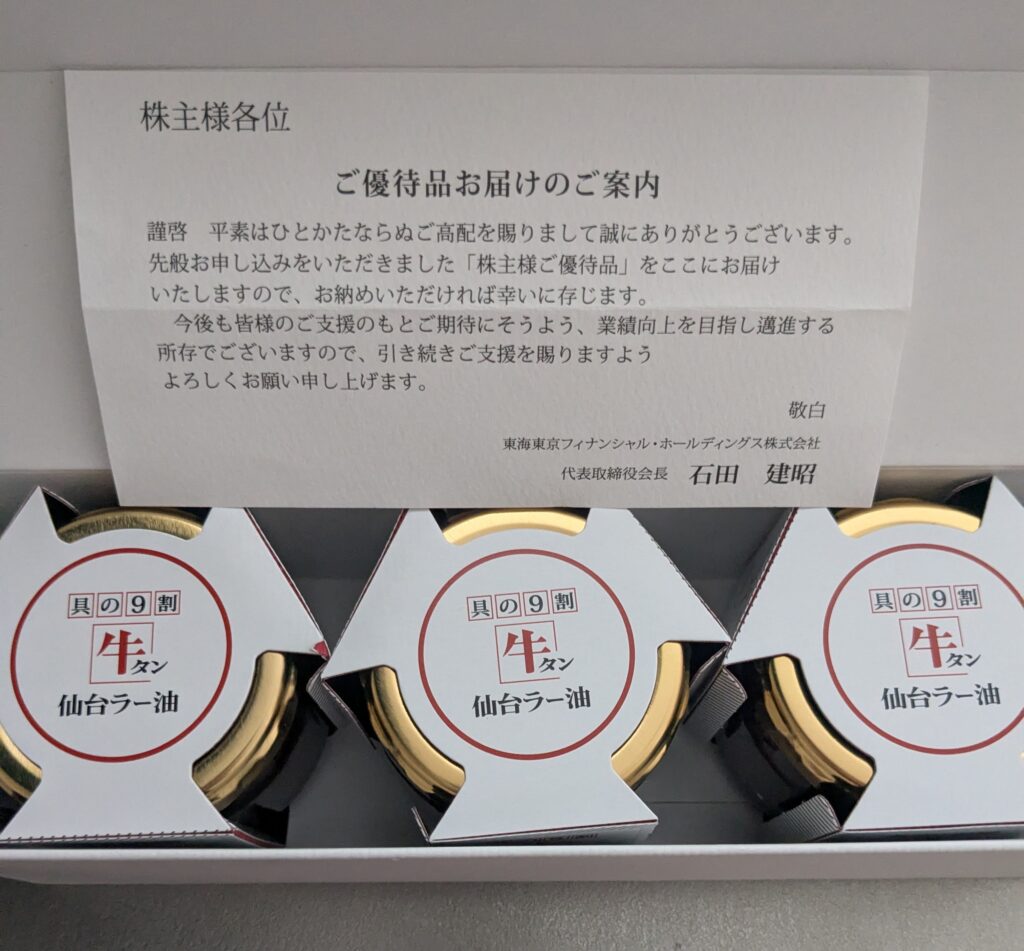 株主様各位
ご優待品お届けのご案内
謹啓　平素はひとかたならぬご高配を賜りまして誠にありがとうございます。
先般お申し込みをいただきました「株主様ご優待品」をここにお届け
いたしますので、お納めいただければ幸いに存じます。
今後も皆様のご支援のもとご期待にそうよう、業績向上を目指し邁進する
所存でございますので、引き続きご支援を賜りますよう
よろしくお願い申し上げます。
敬白
東海東京フィナンシャル・ホールディングス株式会社
代表取締役会長　石田　建昭
具の9割
牛タン
仙台ラー油
具の9割
牛タン
仙台ラー油
具の9割
牛タン
仙台ラー油